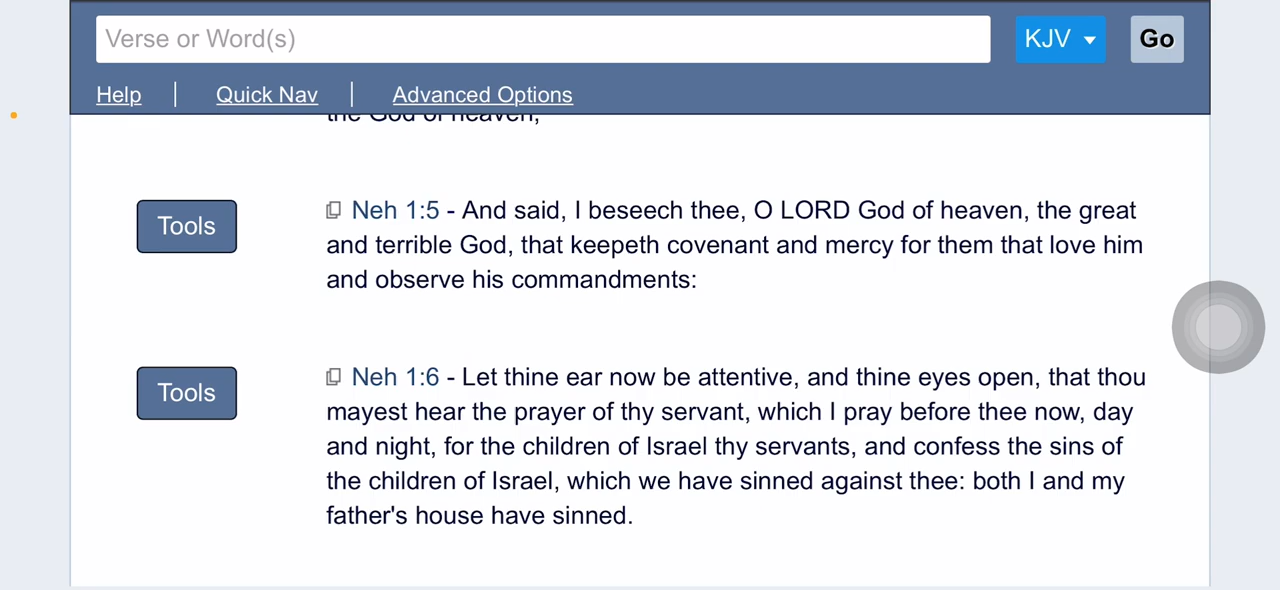 Verse or Word(s)
KJV
Go
Help
Quick Nav
Advanced Options
the God of heaven,
Tools
Neh 1:5 - And said, I beseech thee, O LORD God of heaven, the great
and terrible God, that keepeth covenant and mercy for them that love him
and observe his commandments:
Tools
Neh 1:6 - Let thine ear now be attentive, and thine eyes open, that thou
mayest hear the prayer of thy servant, which I pray before thee now, day
and night, for the children of Israel thy servants, and confess the sins of
the children of Israel, which we have sinned against thee: both I and my
father's house have sinned.